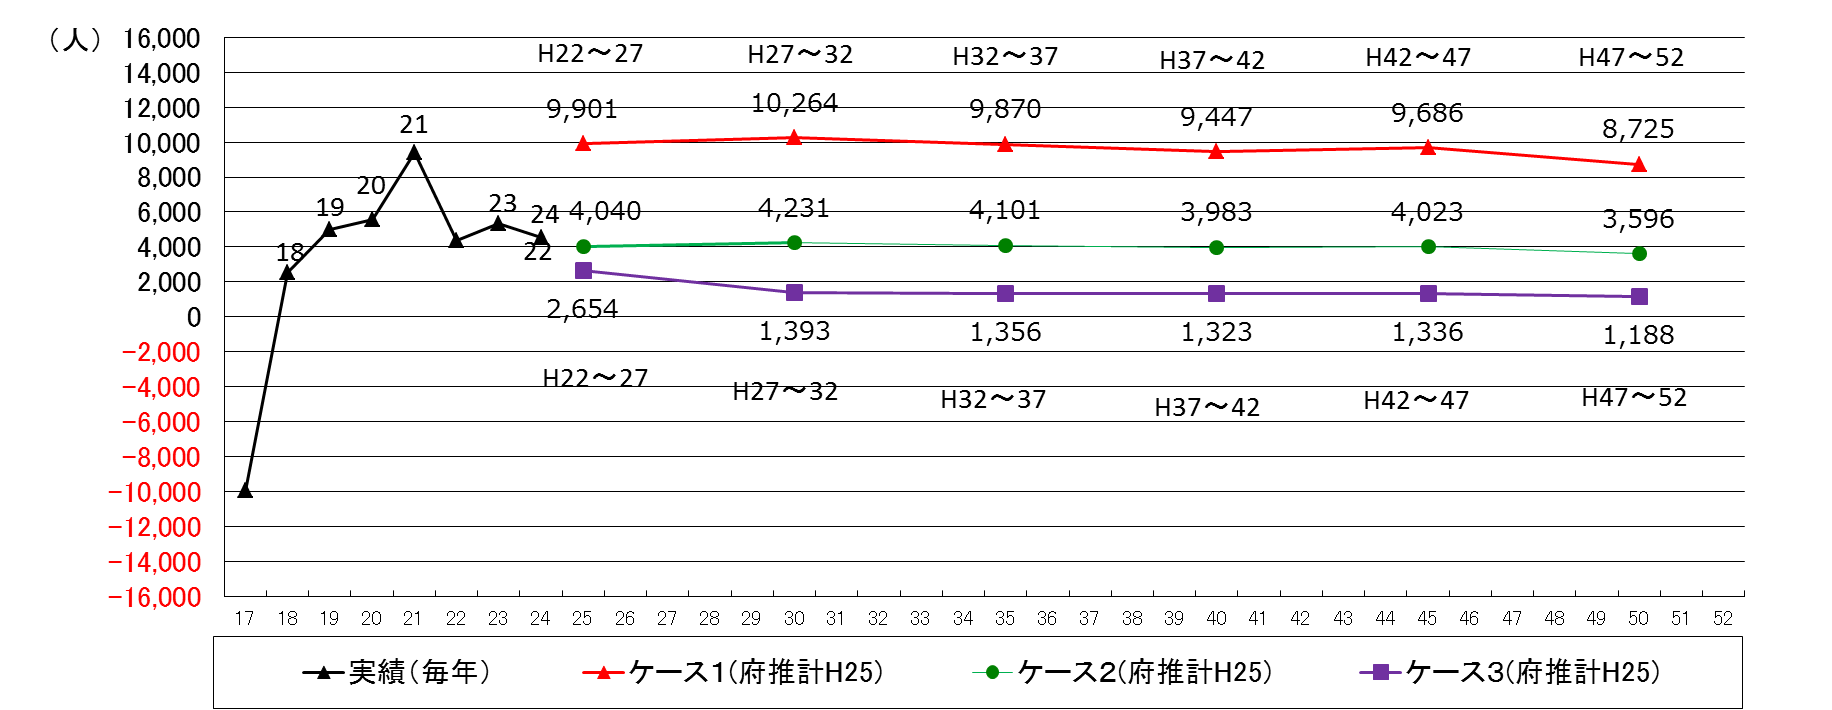 （人）
16,000
14,000
12,000
10,000
8,000
6,000
4,000
2,000
0
-2,000
-4,000
-6,000
-8,000
-10,000
-12,000
-14,000
-16,000
H22～27 H27～32 H32～37 H37～42 H42～47 H47～52
9,901 10,264 9,870 9,447 9,686 8,725
18 19 20 21 22 23 24
4,040 4,231 4,101 3,983 4,023 3,596
2,654 1,393 1,356 1,323 1,336 1,188
H22～27 H27～32 H32～37 H37～42 H42～47 H47～52
17 18 19 20 21 22 23 24 25 26 27 28 29 30 31 32 33 34 35 36 37 38 39 40 41 42 43 44 45 46 47 48 49 50 51 52
実績（毎年） ケース1（府推計H25） ケース2（府推計H25） ケース3（府推計H25）